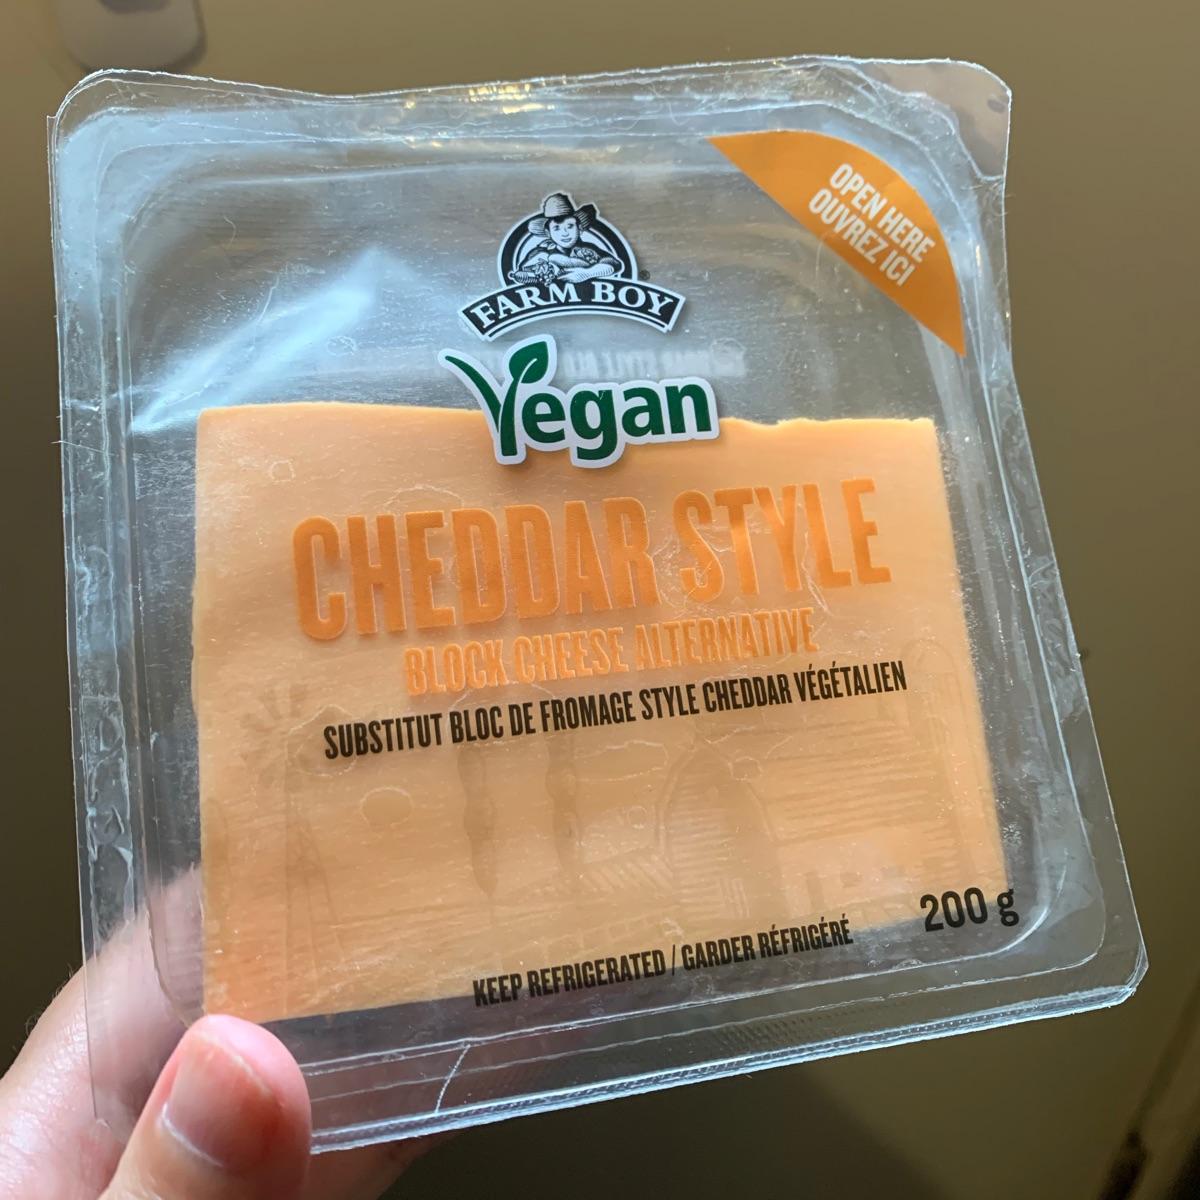 OPEN HERE
OUVREZ ICI
FARM BOY
®
Vegan
CHEDDAR STYLE
BLOCK CHEESE ALTERNATIVE
SUBSTITUT BLOC DE FROMAGE STYLE CHEDDAR VÉGÉTALIEN
200 g
KEEP REFRIGERATED / GARDER RÉFRIGÉRÉ